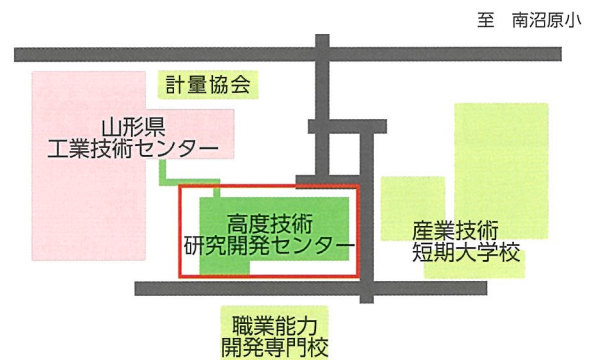 至　南沼原小
計量協会
山形県
工業技術センター
高度技術
研究開発センター
産業技術
短期大学校
職業能力
開発専門校